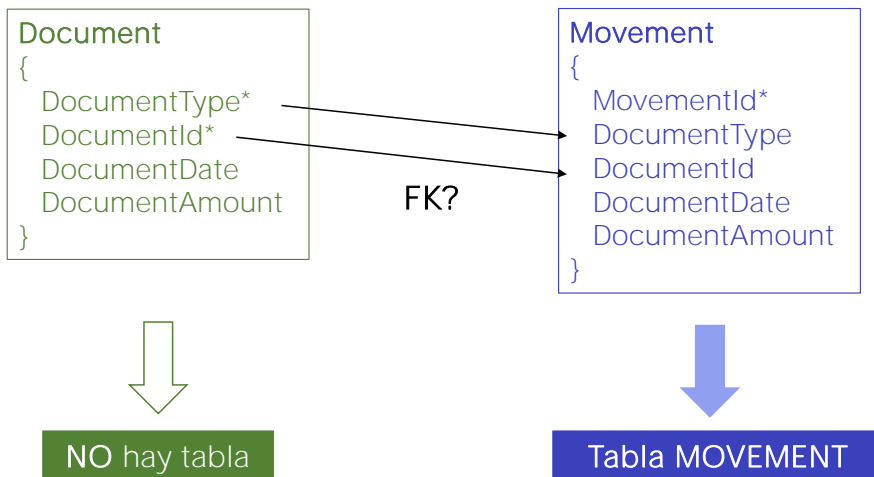 Document
{
DocumentType*
DocumentId*
DocumentDate
DocumentAmount
}
FK?
Movement
{
MovementId*
DocumentType
DocumentId
DocumentDate
DocumentAmount
}
NO hay tabla
Tabla MOVEMENT